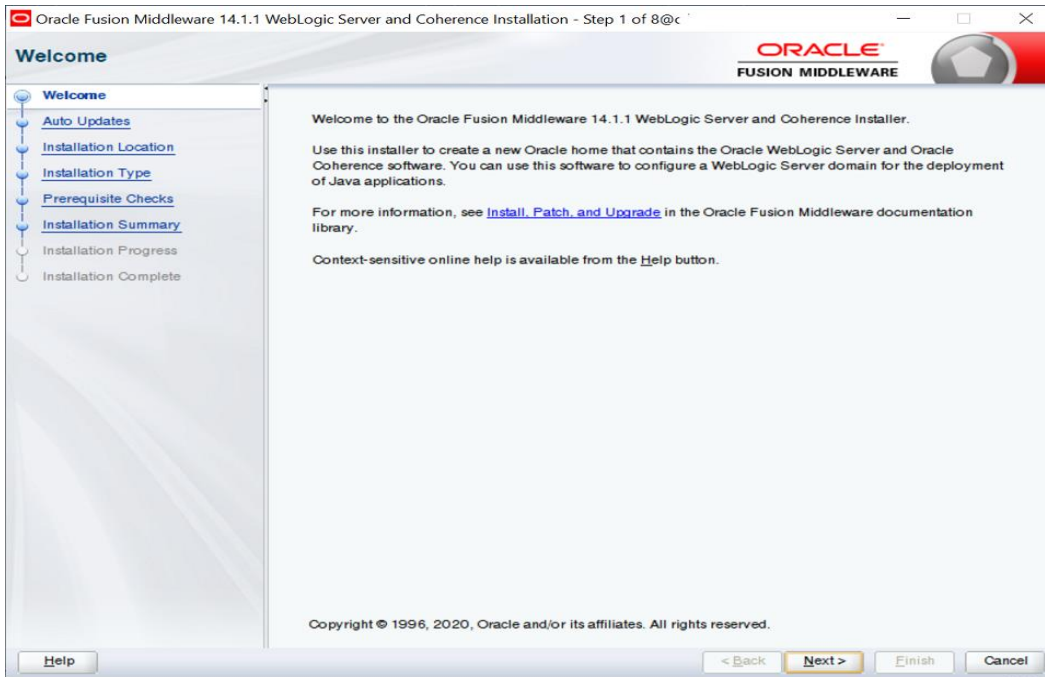 Oracle Fusion Middleware 14.1.1 WebLogic Server and Coherence Installation - Step 1 of 8@c
Welcome
ORACLE
FUSION MIDDLEWARE
Welcome
Auto Updates
Installation Location
Installation Type
Prerequisite Checks
Installation Summary
Installation Progress
Installation Complete
Welcome to the Oracle Fusion Middleware 14.1.1 WebLogic Server and Coherence Installer.
Use this installer to create a new Oracle home that contains the Oracle WebLogic Server and Oracle
Coherence software. You can use this software to configure a WebLogic Server domain for the deployment
of Java applications.
For more information, see Install, Patch, and Upgrade in the Oracle Fusion Middleware documentation
library.
Context-sensitive online help is available from the Help button.
Copyright © 1996, 2020, Oracle and/or its affiliates. All rights reserved.
Help
< Back Next > Finish Cancel